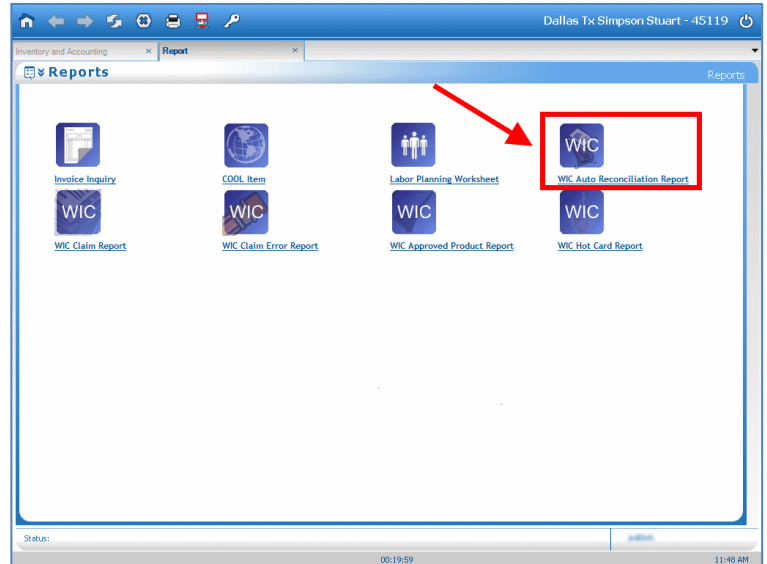 Dallas Tx Simpson Stuart - 45119
Inventory and Accounting × Report ×
Reports
Reports
WIC
Invoice Inquiry COOL Item Labor Planning Worksheet WIC Auto Reconciliation Report
WIC WIC WIC WIC
WIC Claim Report WIC Claim Error Report WIC Approved Product Report WIC Hot Card Report
Status:
00:19:59 11:48 AM